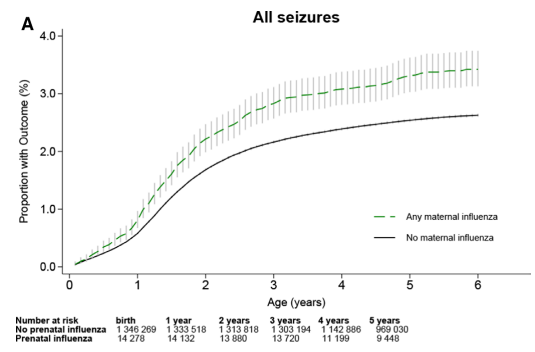 A
All seizures
Proportion with Outcome (%)
4.0
3.0
2.0
1.0
0.0
Any maternal influenza
No maternal influenza
0 1 2 3 4 5 6
Age (years)
Number at risk birth 1 year 2 years 3 years 4 years 5 years
No prenatal influenza 1 346 269 1 333 518 1 313 818 1 303 194 1 142 886 969 030
Prenatal influenza 14 278 14 132 13 880 13 720 11 199 9 448